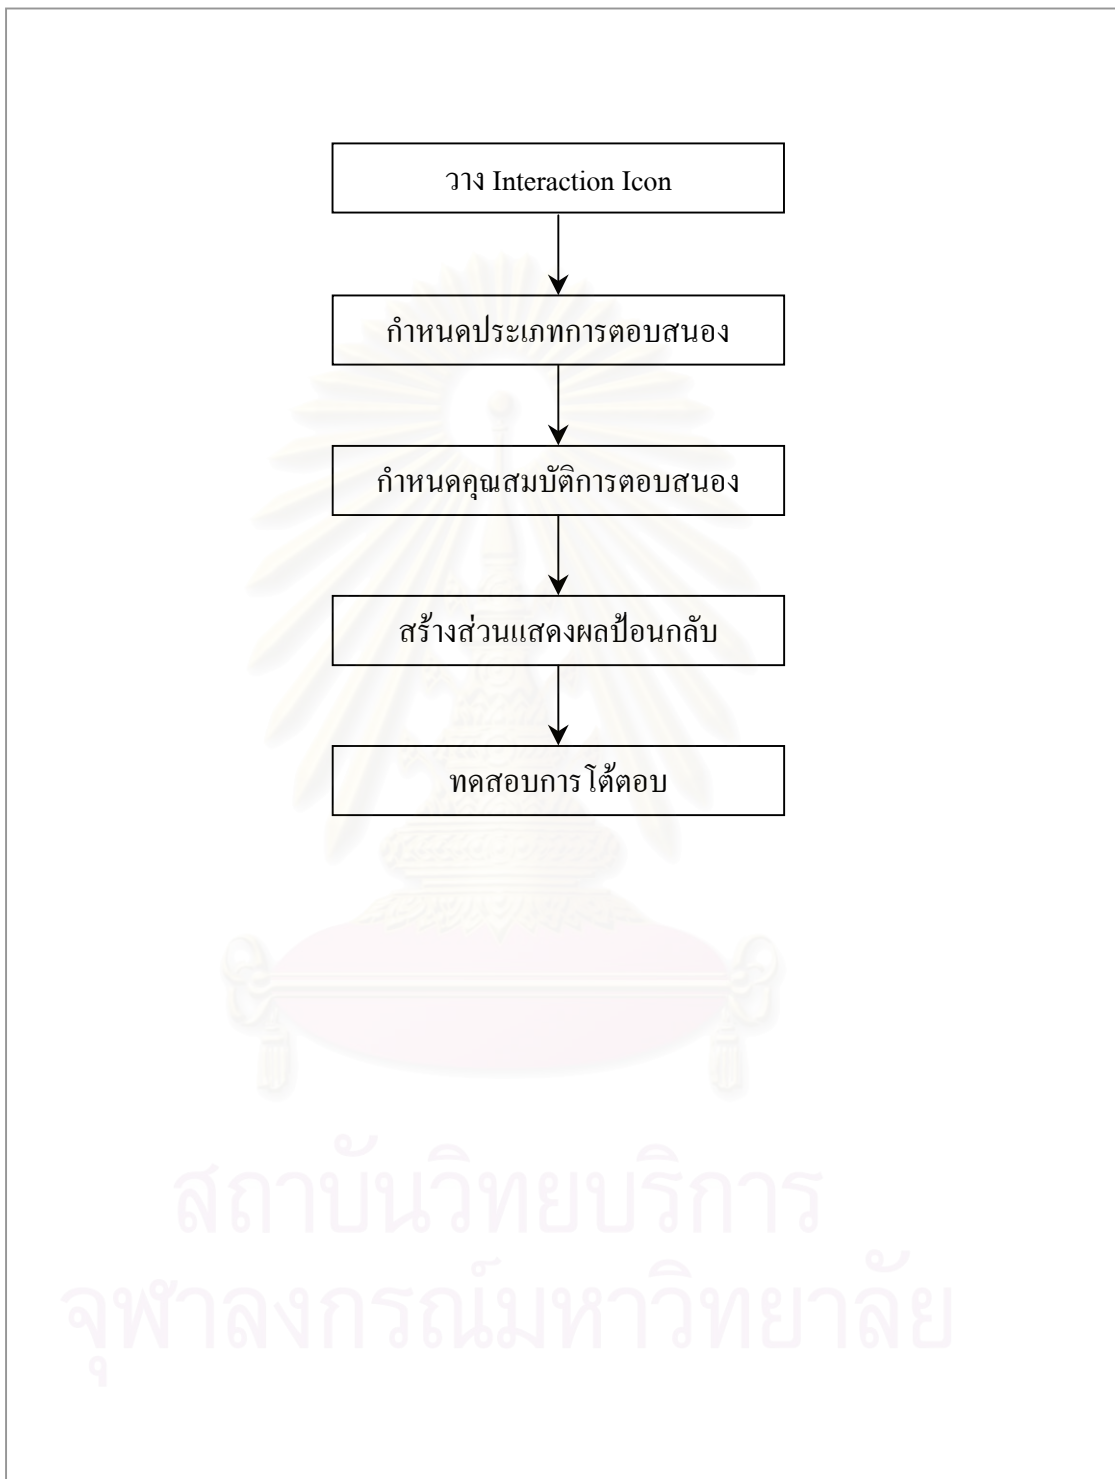 วาง Interaction Icon
กำหนดประเภทการตอบสนอง
กำหนดคุณสมบัติการตอบสนอง
สร้างส่วนแสดงผลป้อนกลับ
ทดสอบการโต้ตอบ
สถาบันวิทยบริการ
จุฬาลงกรณ์มหาวิทยาลัย